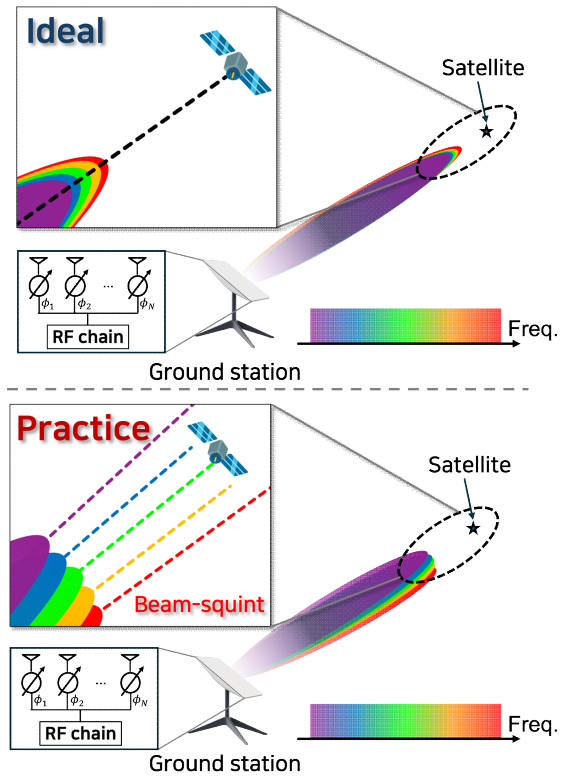 Ideal
Satellite
ϕ1 ϕ2 ... ϕN
RF chain
Freq.
Ground station
Practice
Satellite
Beam-squint
ϕ1 ϕ2 ... ϕN
RF chain
Freq.
Ground station